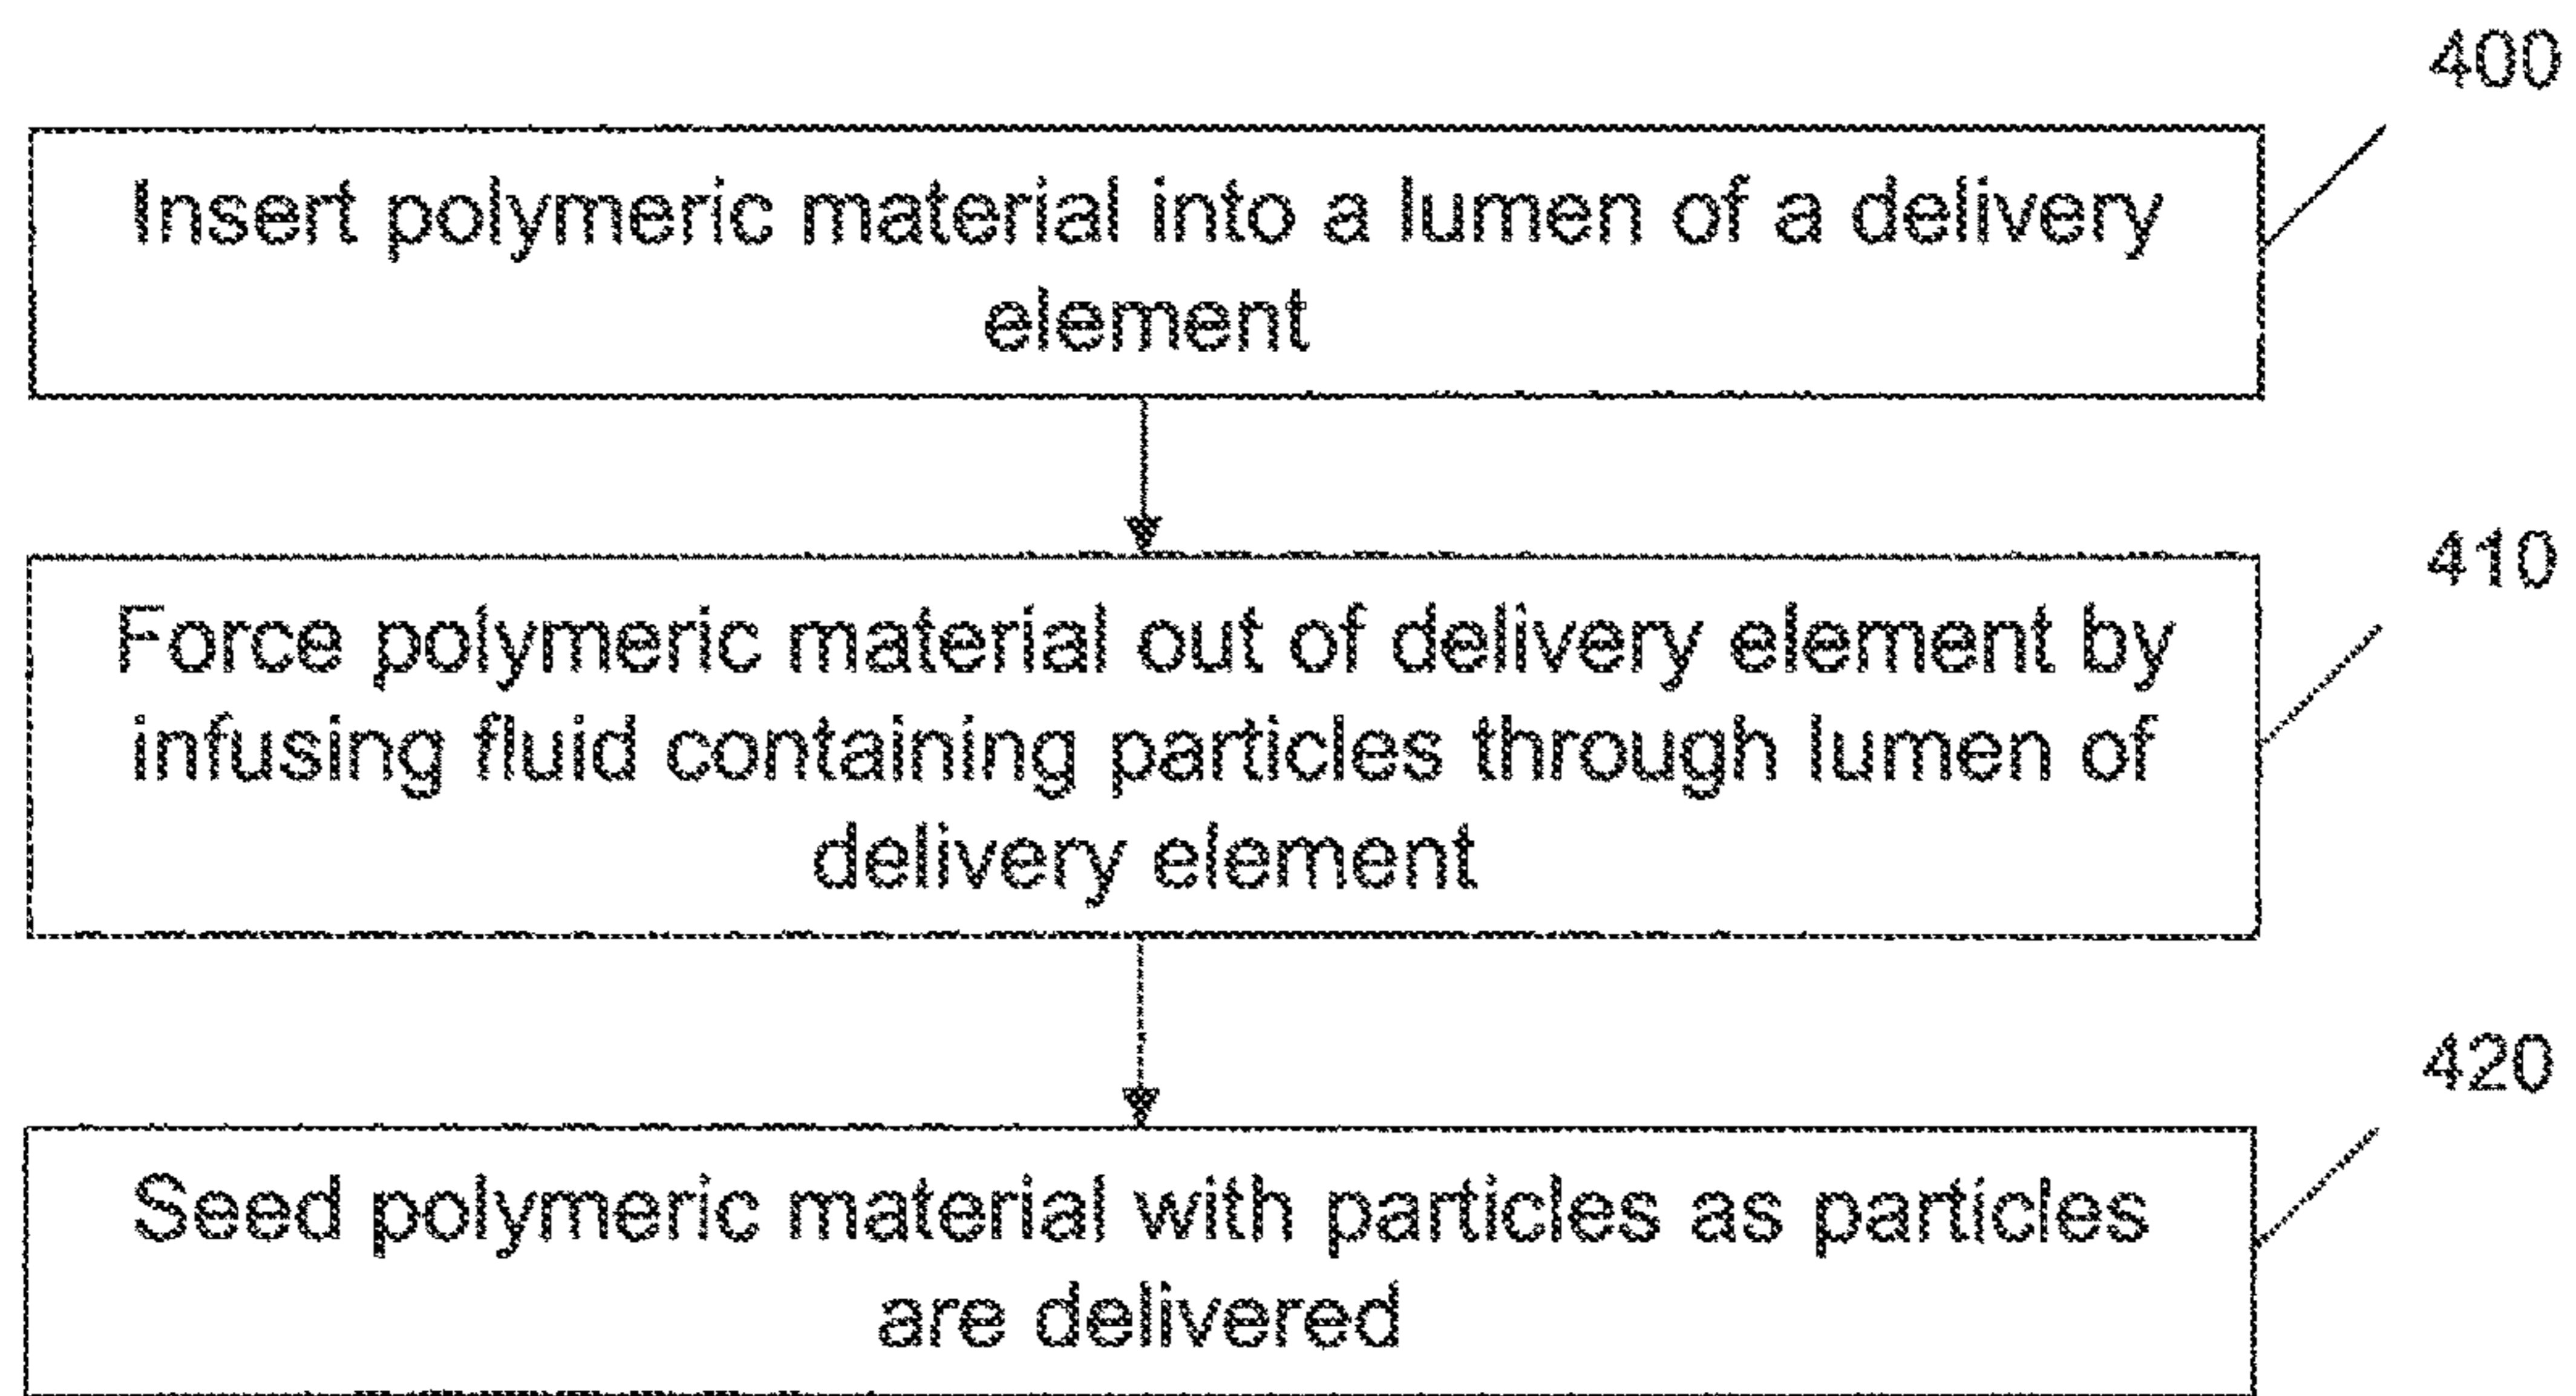 400
Insert polymeric material into a lumen of a delivery
element
410
Force polymeric material out of delivery element by
infusing fluid containing particles through lumen of
delivery element
420
Seed polymeric material with particles as particles
are delivered